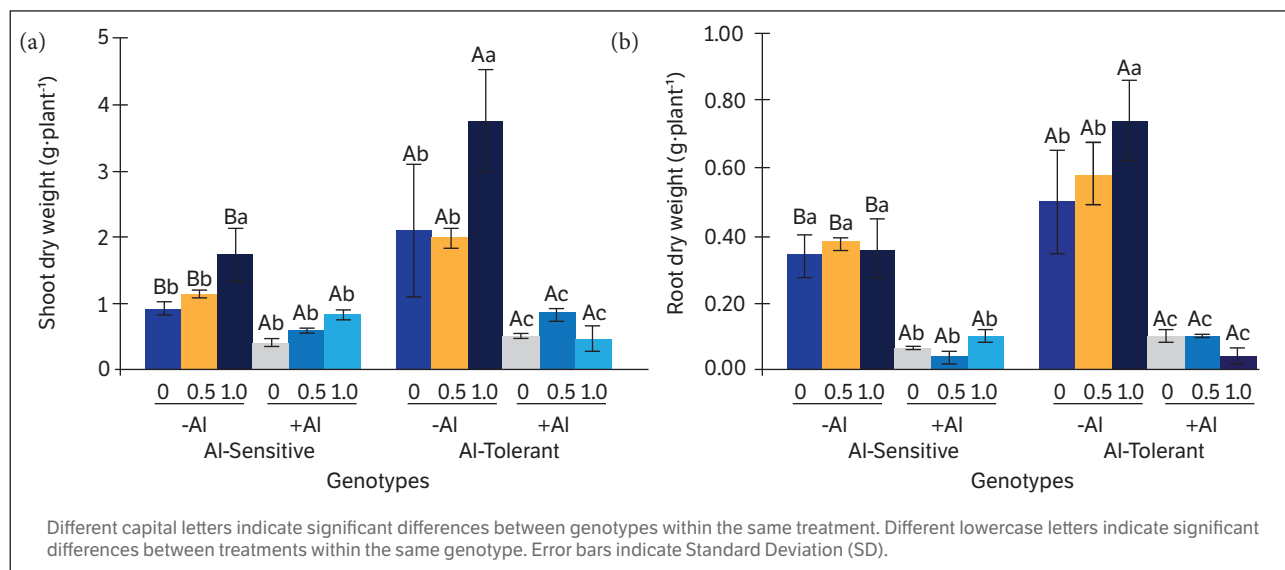 (a)
Shoot dry weight (g·plant⁻¹)
5
4
3
2
1
0
Bb Bb Ba Ab Ab Ab Ab Ab Aa Ac Ac Ac
0 0.5 1.0 0 0.5 1.0 0 0.5 1.0 0 0.5 1.0
-Al +Al -Al +Al
Al-Sensitive Al-Tolerant
Genotypes
(b)
Root dry weight (g·plant⁻¹)
1.00
0.80
0.60
0.40
0.20
0.00
Ba Ba Ba Ab Ab Ab Ab Ab Aa Ac Ac Ac
0 0.5 1.0 0 0.5 1.0 0 0.5 1.0 0 0.5 1.0
-Al +Al -Al +Al
Al-Sensitive Al-Tolerant
Genotypes
Different capital letters indicate significant differences between genotypes within the same treatment. Different lowercase letters indicate significant
differences between treatments within the same genotype. Error bars indicate Standard Deviation (SD).